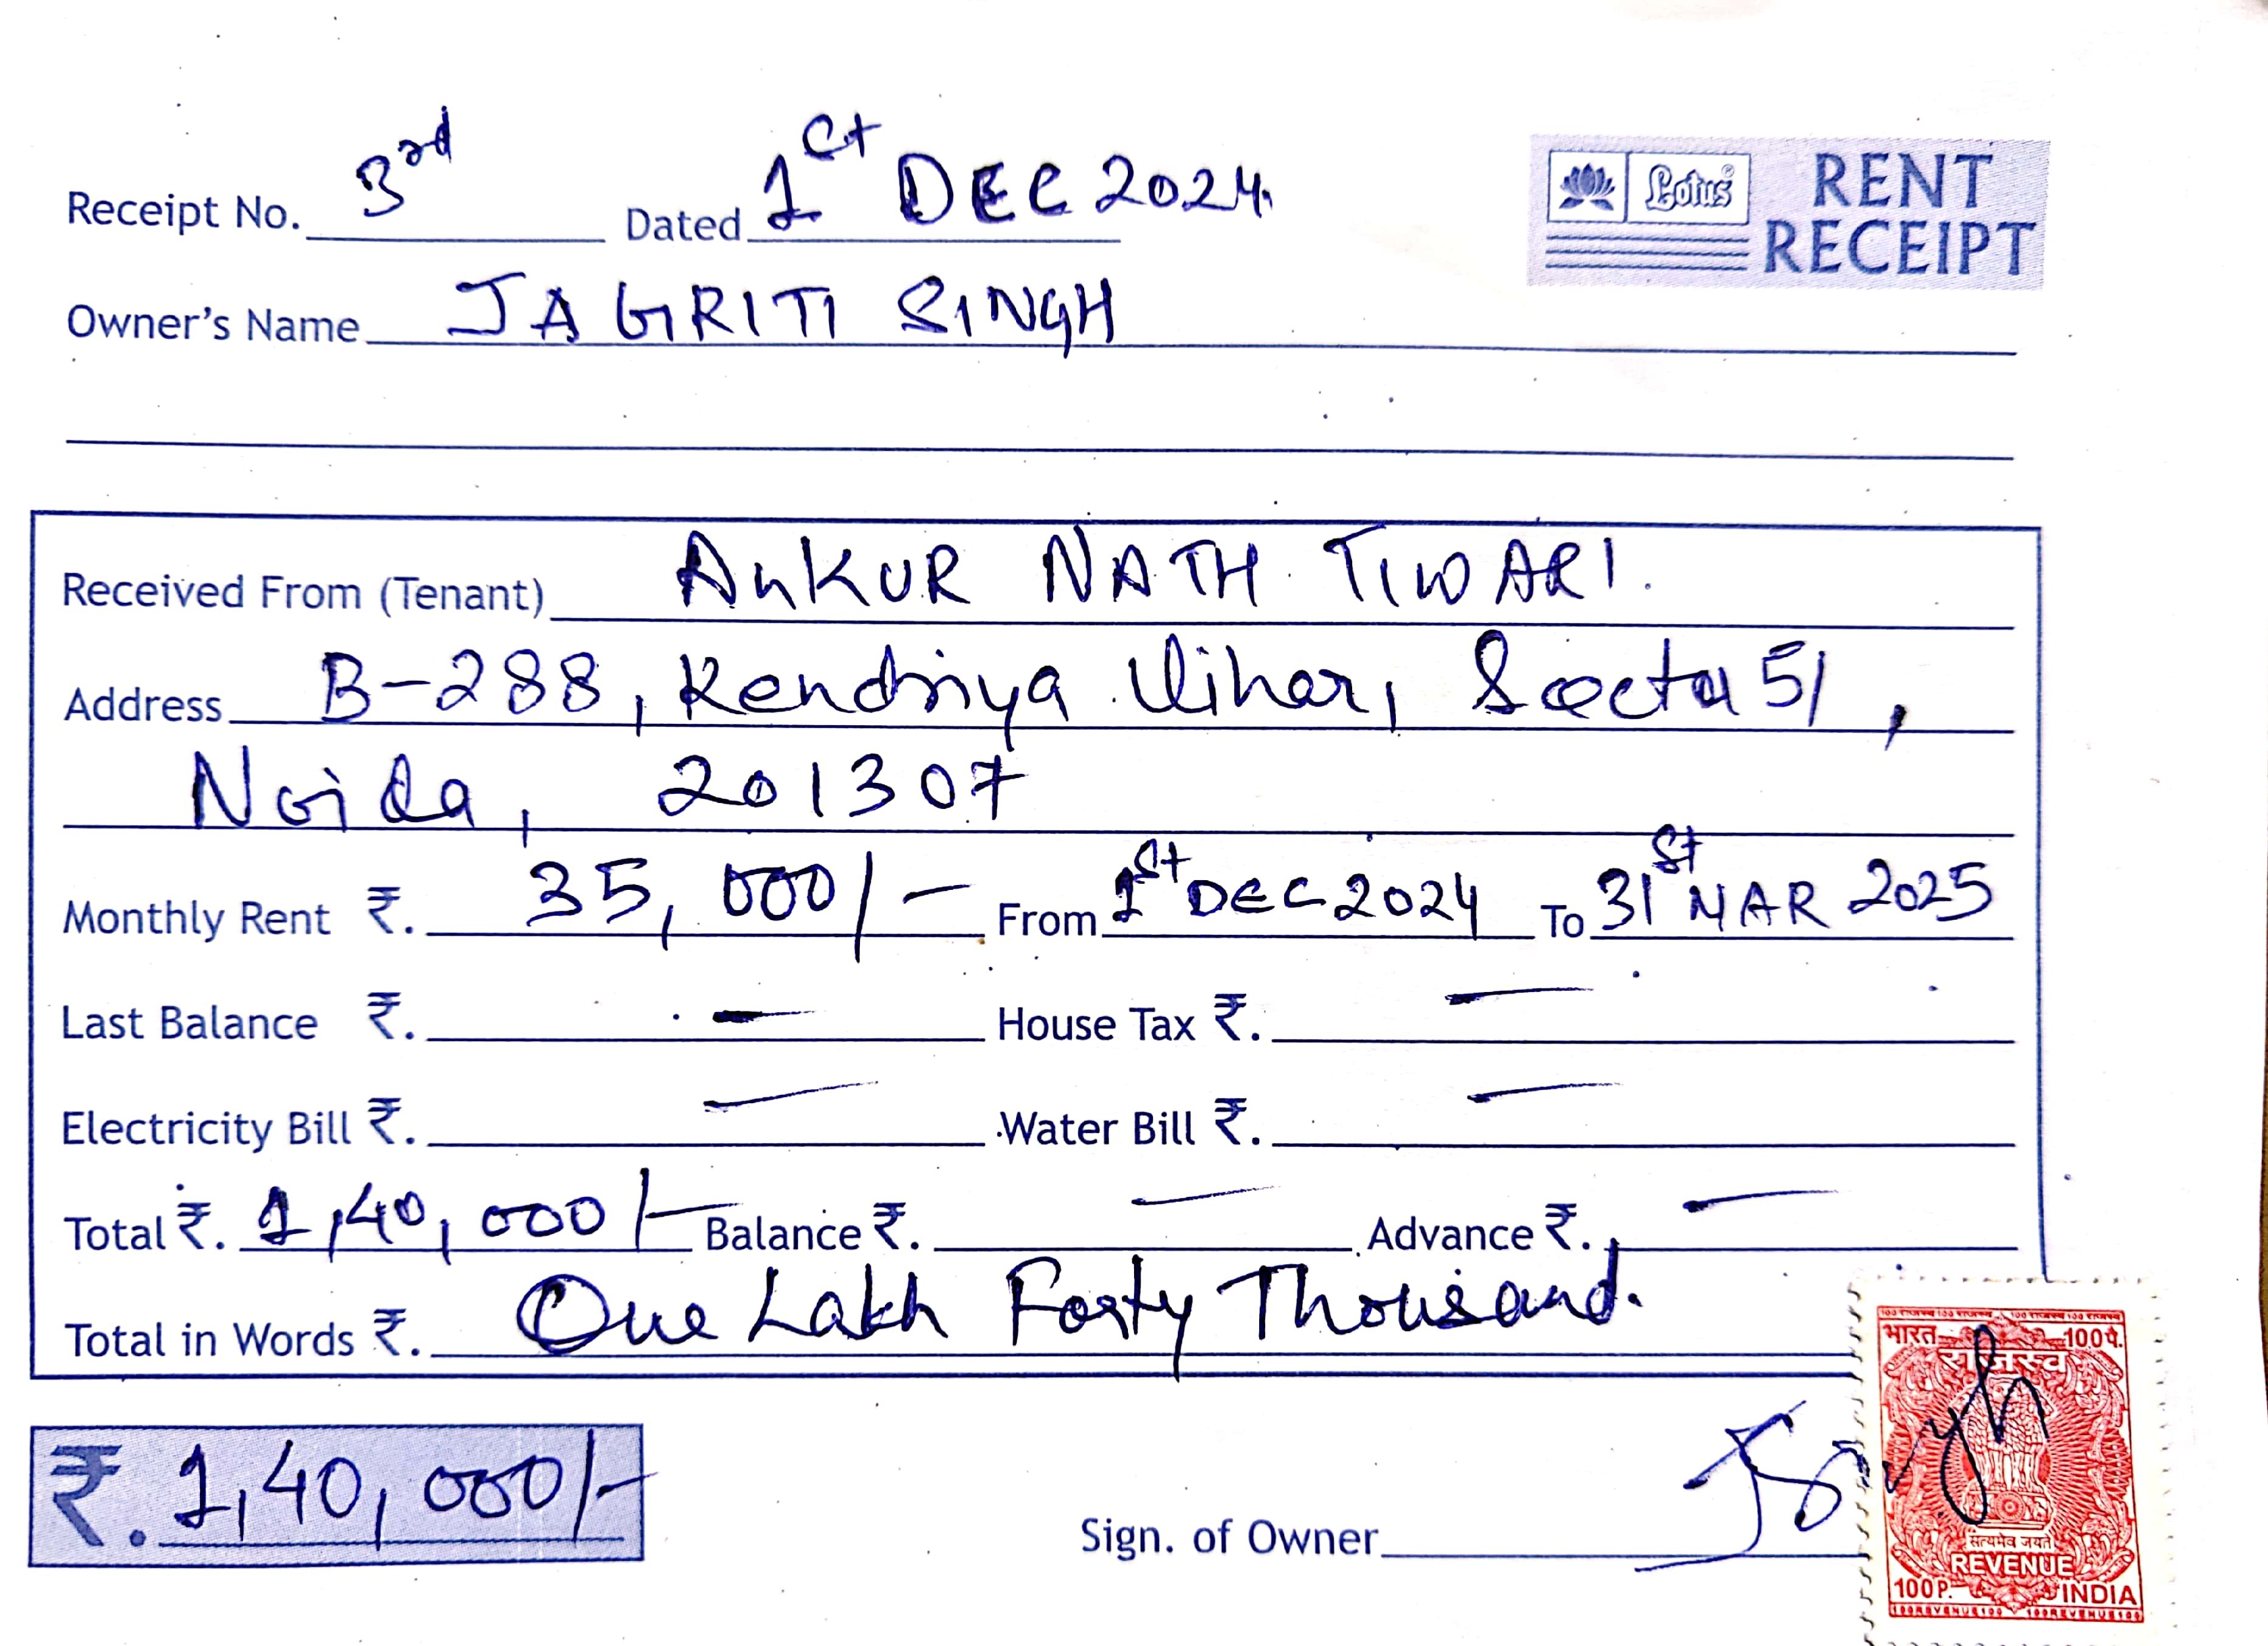 Receipt No. 3rd Dated 1st DEC 2024.
Lotus RENT RECEIPT
Owner's Name JAGRITI SINGH
Received From (Tenant) ANKUR NATH TIWARI.
Address B-288, Kendriya Vihar, Sector 51,
Noida, 201307
Monthly Rent ₹. 35,000/- From 1st DEC 2024 To 31st MAR 2025
Last Balance ₹. - House Tax ₹. -
Electricity Bill ₹. - Water Bill ₹. -
Total ₹. 1,40,000/- Balance ₹. - Advance ₹. -
Total in Words ₹. One Lakh Forty Thousand.
₹. 1,40,000/-
Sign. of Owner
भारत 100 पै.
राजस्व
सत्यमेव जयते
REVENUE
100 P. INDIA